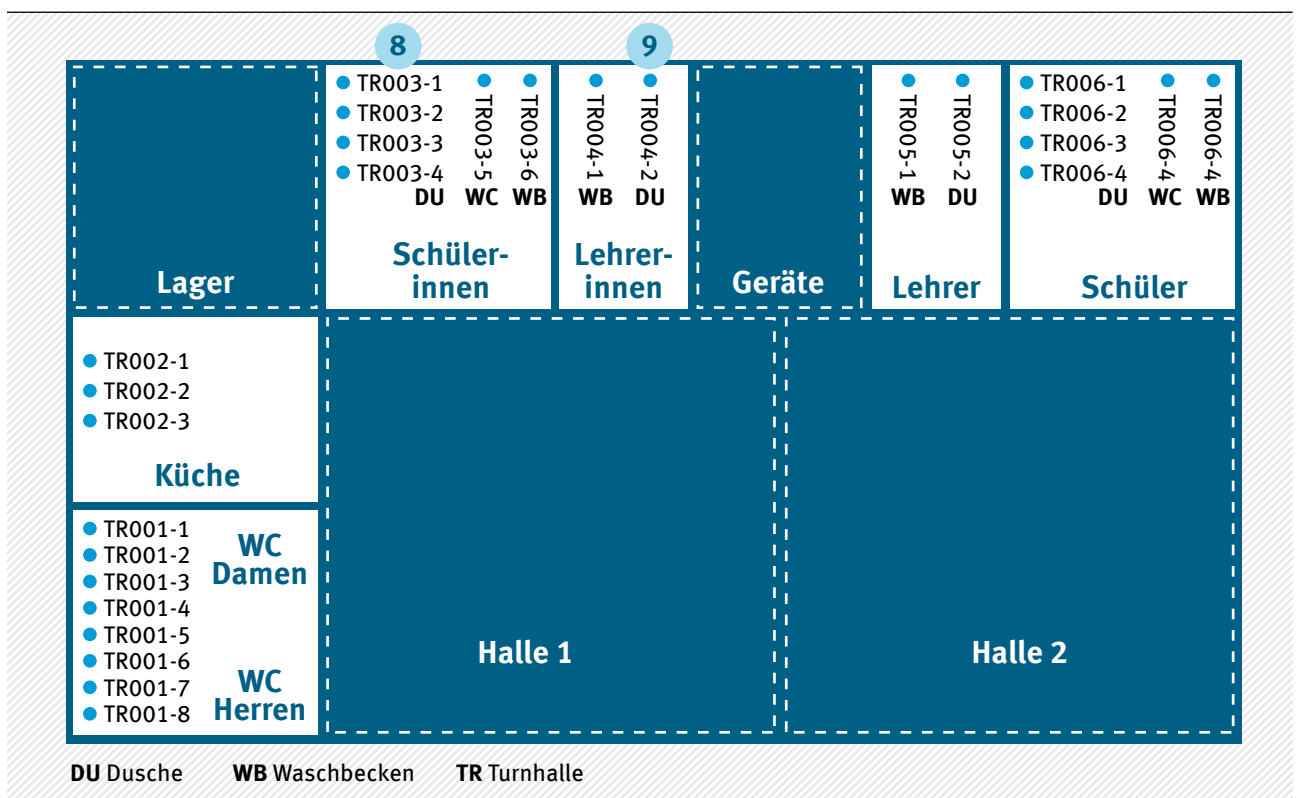 8
9
TR003-1
TR003-2
TR003-3
TR003-4
DU
TR003-5
WC
TR003-6
WB
Schüler-
innen
TR004-1
WB
TR004-2
DU
Lehrer-
innen
TR005-1
WB
TR005-2
DU
Lehrer
TR006-1
TR006-2
TR006-3
TR006-4
DU
TR006-4
WC
TR006-4
WB
Schüler
Lager
Geräte
TR002-1
TR002-2
TR002-3
Küche
TR001-1
TR001-2
TR001-3
TR001-4
TR001-5
TR001-6
TR001-7
TR001-8
WC
Damen
WC
Herren
Halle 1
Halle 2
DU Dusche WB Waschbecken TR Turnhalle